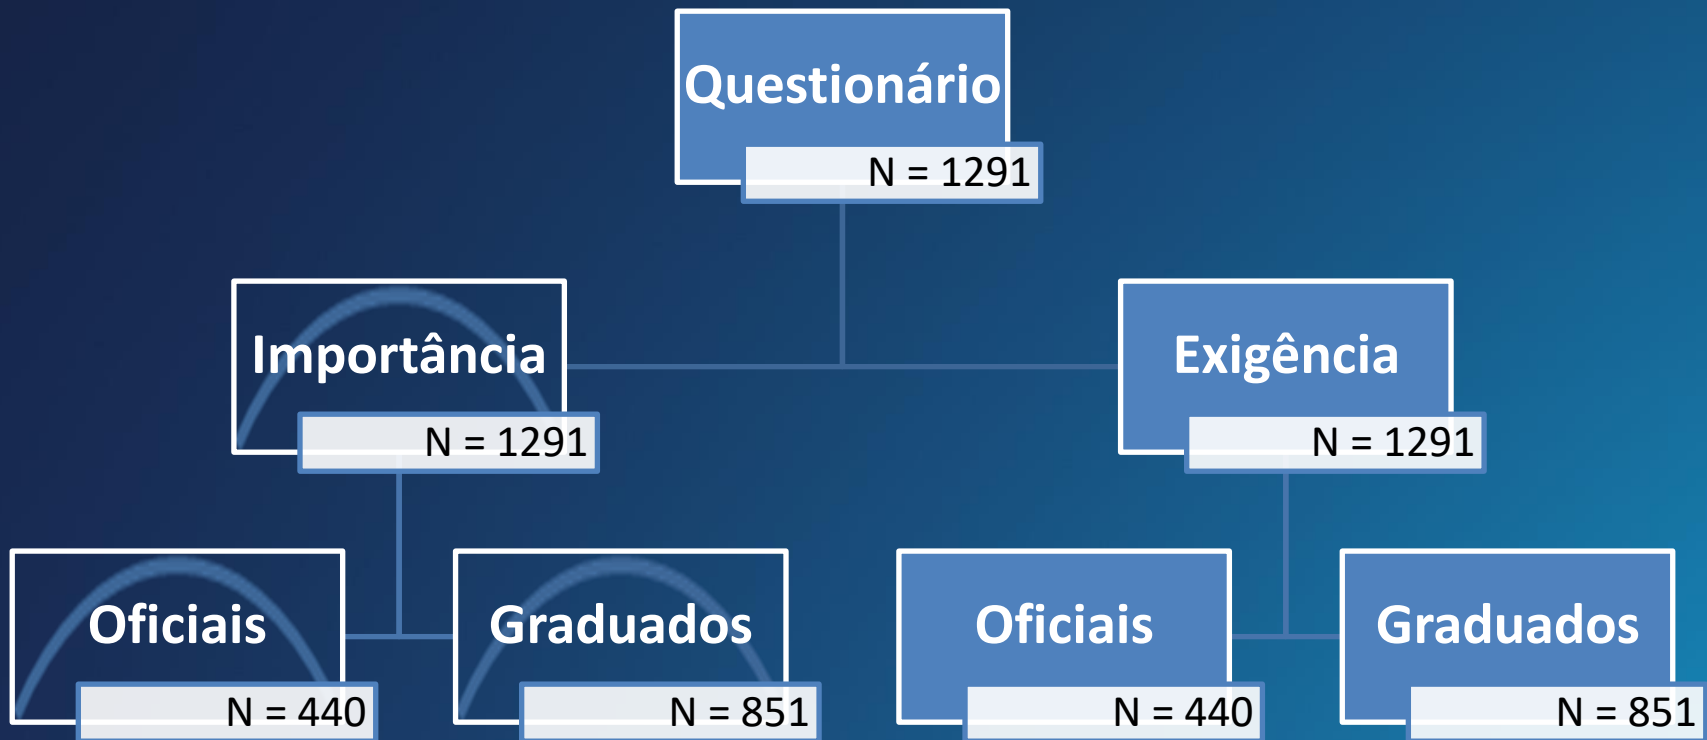 Questionário
N = 1291
Importância
N = 1291
Exigência
N = 1291
Oficiais
N = 440
Graduados
N = 851
Oficiais
N = 440
Graduados
N = 851